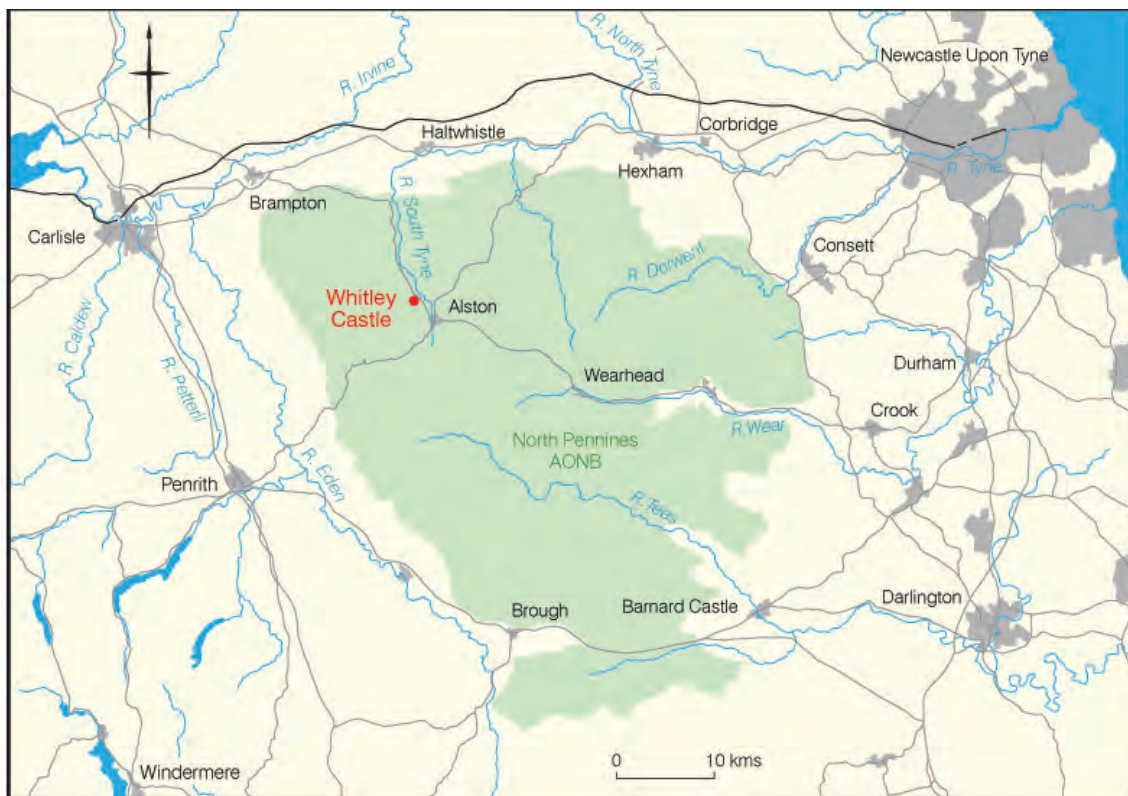 Newcastle Upon Tyne
R. North Tyne
R. Irvine
Haltwhistle
Corbridge
Hexham
R. Tyne
Brampton
R. South Tyne
Carlisle
Consett
R. Derwent
Whitley
Castle
Alston
R. Caldew
R. Petteril
Durham
Wearhead
Crook
R.Wear
North Pennines
AONB
R. Eden
Penrith
R.Tees
Barnard Castle
Darlington
Brough
0 10 kms
Windermere